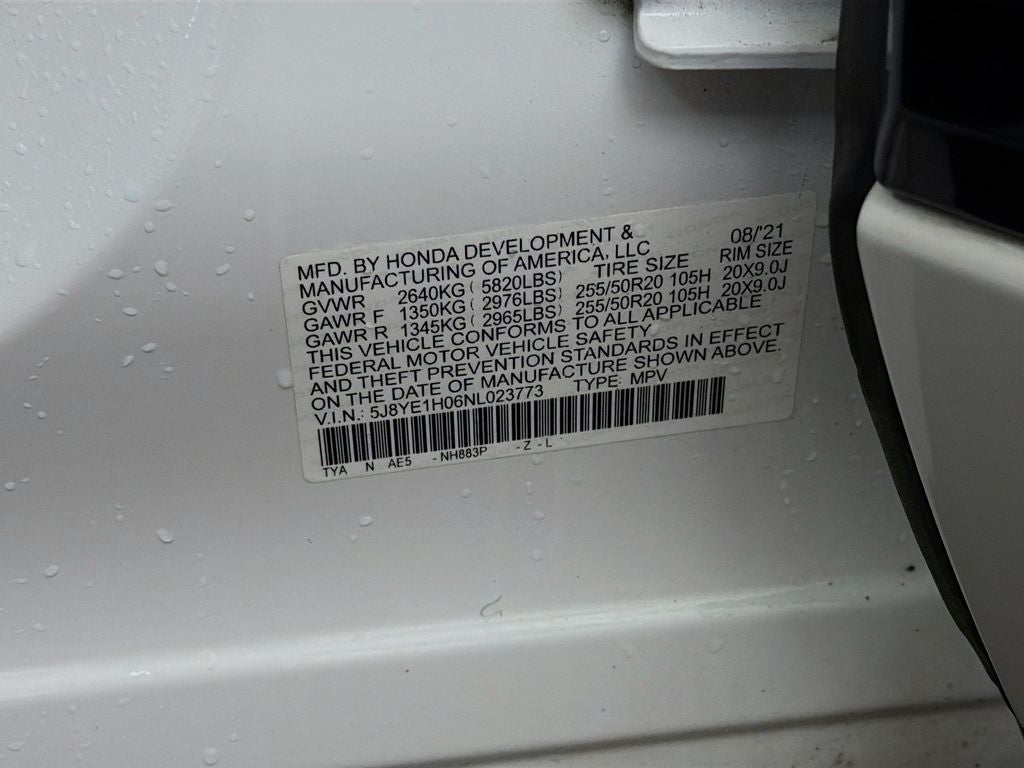 MFD. BY HONDA DEVELOPMENT & 08/'21
MANUFACTURING OF AMERICA, LLC RIM SIZE
GVWR 2640KG ( 5820LBS) TIRE SIZE
GAWR F 1350KG ( 2976LBS) 255/50R20 105H 20X9.0J
GAWR R 1345KG ( 2965LBS) 255/50R20 105H 20X9.0J
THIS VEHICLE CONFORMS TO ALL APPLICABLE
FEDERAL MOTOR VEHICLE SAFETY
AND THEFT PREVENTION STANDARDS IN EFFECT
ON THE DATE OF MANUFACTURE SHOWN ABOVE.
V.I.N.: 5J8YE1H06NL023773 TYPE: MPV
TYA N AE5 -NH883P -Z-L